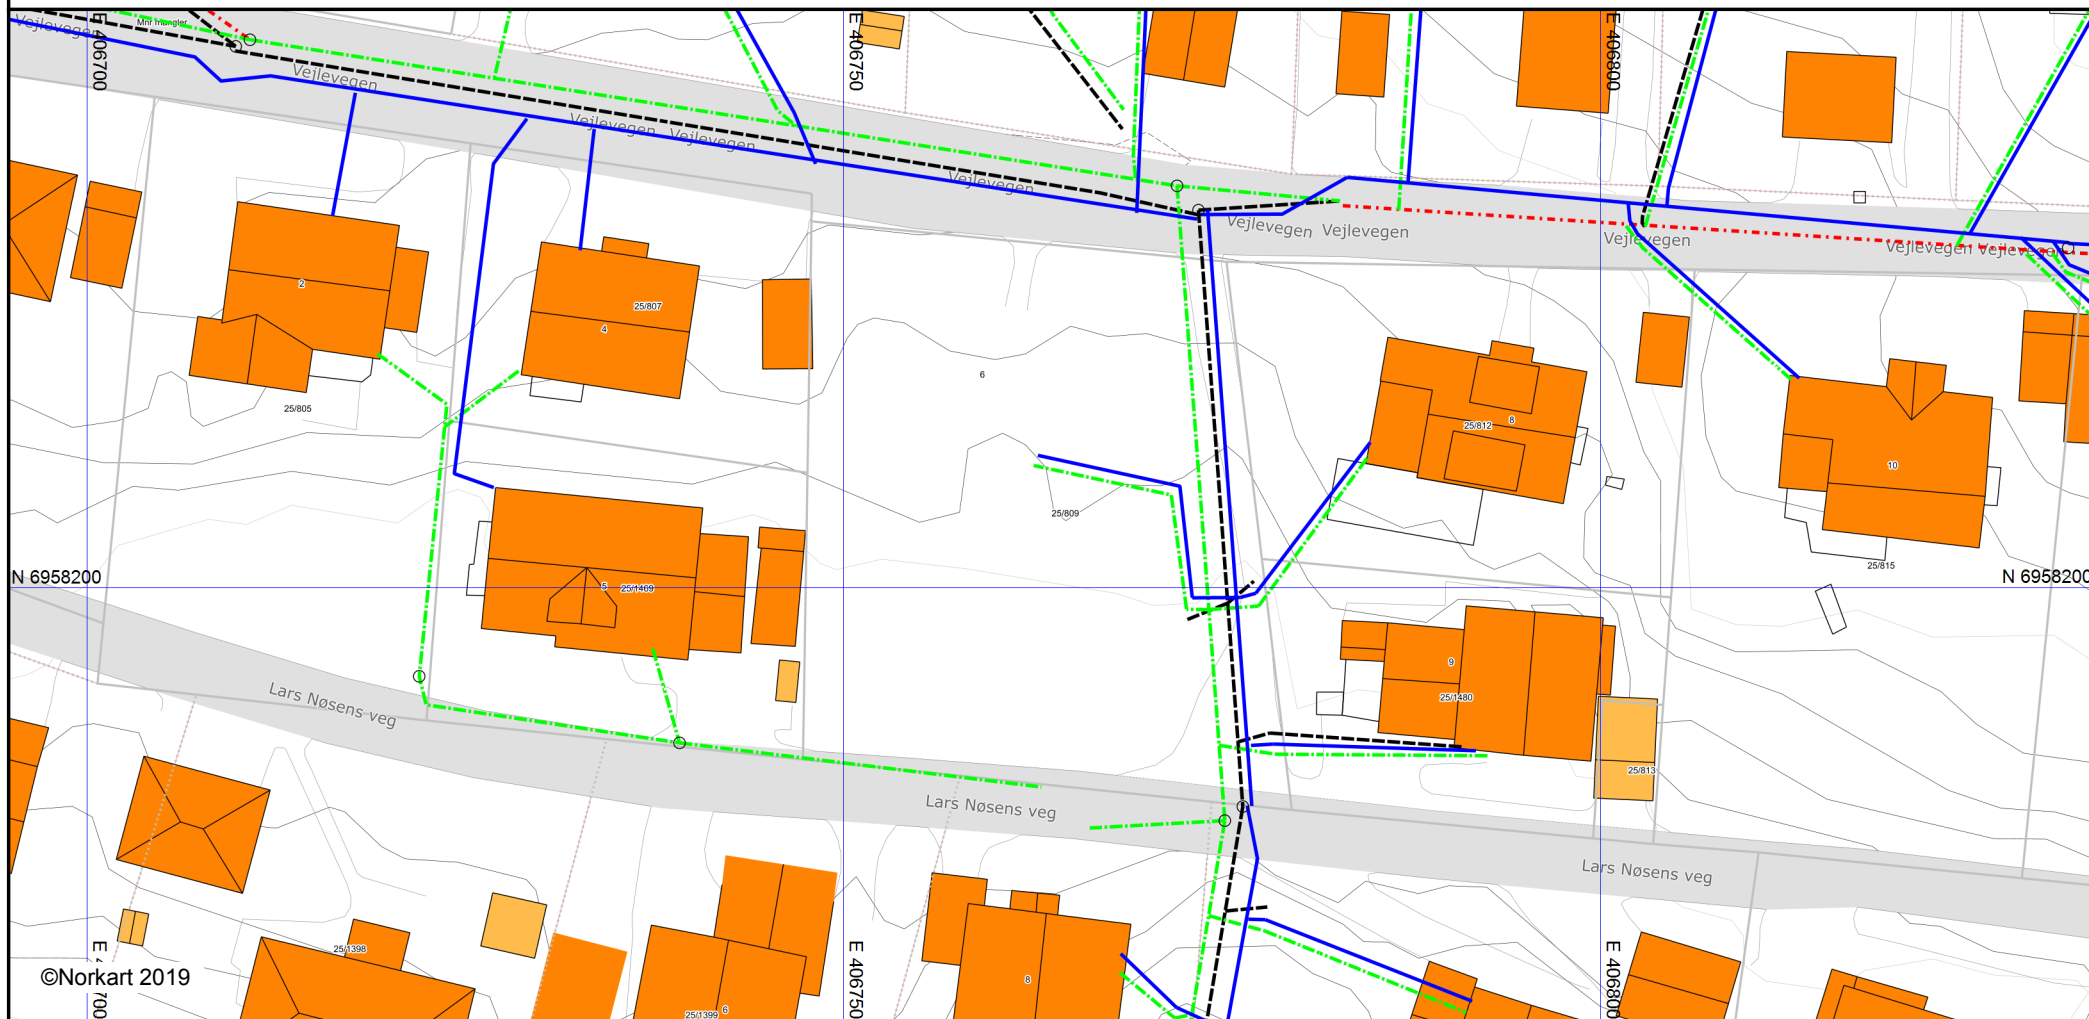 Vejlevegen
E 406700
Mnr mangler
E 406750
E 406800
Vejlevegen
Vejlevegen Vejlevegen
Vejlevegen
Vejlevegen Vejlevegen
Vejlevegen
Vejlevegen Vejlevegen
2
25/807
4
6
25/805
25/812
8
10
25/809
25/815
N 6958200
N 6958200
5
25/1469
9
25/1480
Lars Nøsens veg
25/813
Lars Nøsens veg
Lars Nøsens veg
25/1398
E 406750
E 406800
©Norkart 2019
700
8
25/1399
6